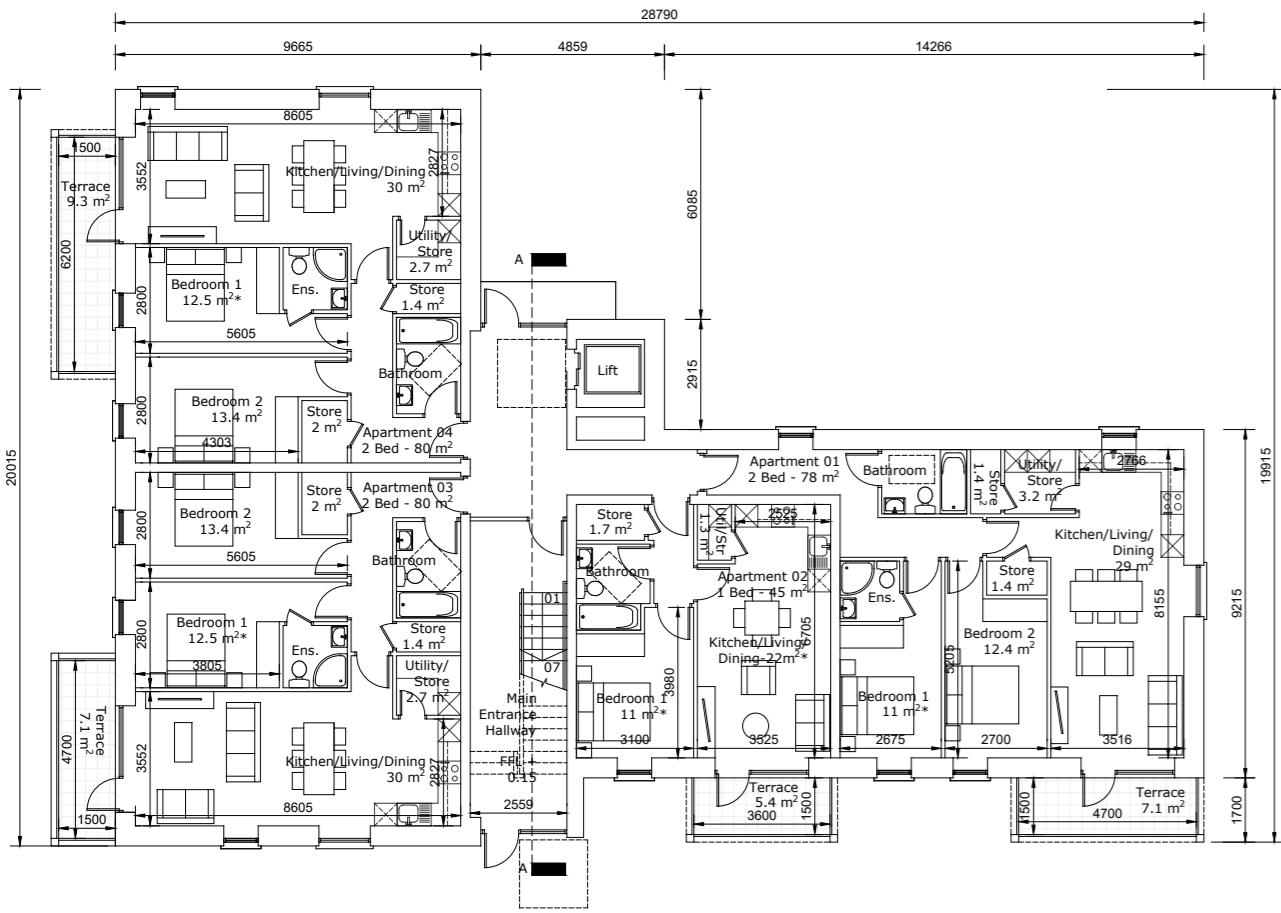 28790
9665
4859
14266
20015
19915
8605
1500
3552
2827
Kitchen/Living/Dining
30 m²
Terrace
9.3 m²
6200
6085
Utility/
Store
2.7 m²
A
Bedroom 1
12.5 m²*
Ens.
Store
1.4 m²
2800
5605
2915
Lift
Bathroom
2800
Bedroom 2
13.4 m²
Store
2 m²
4303
Apartment 04
2 Bed - 80 m²
Apartment 01
2 Bed - 78 m²
Bathroom
Store
1.4 m²
Utility/
Store
3.2 m²
2766
Apartment 03
2 Bed - 80 m²
Store
2 m²
Bedroom 2
13.4 m²
2800
5605
Store
1.7 m²
Util/Str
1.3 m²
2525
Kitchen/Living/
Dining
29 m²
8155
9215
Bathroom
Bathroom
Apartment 02
1 Bed - 45 m²
Ens.
Store
1.4 m²
01
2800
Bedroom 1
12.5 m²*
Ens.
Store
1.4 m²
3805
Kitchen/Living/
Dining-22m²*
6705
Bedroom 2
12.4 m²
5205
07
Utility/
Store
2.7 m²
Main
Entrance
Hallway
Bedroom 1
11 m²*
3980
Bedroom 1
11 m²*
3100
3525
2675
2700
3516
Terrace
7.1 m²
4700
3552
Kitchen/Living/Dining
30 m²
2827
FFL
0.15
1500
8605
2559
Terrace
5.4 m²
3600
1500
1500
Terrace
7.1 m²
4700
1700
A